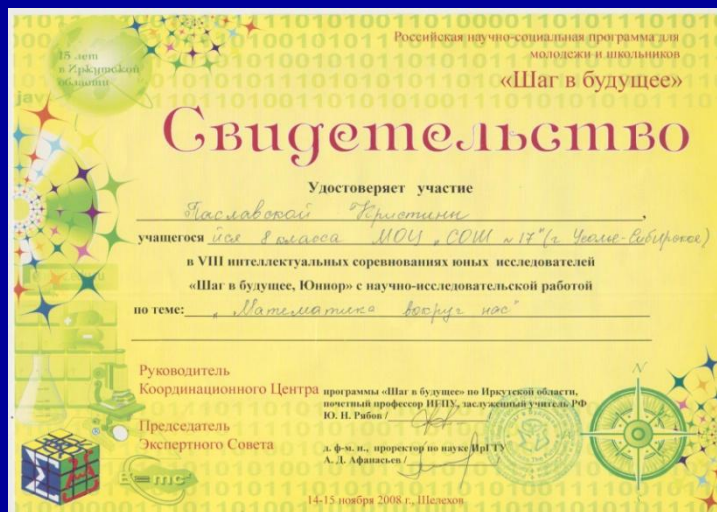 Российская научно-социальная программа для
молодежи и школьников
«Шаг в будущее»
15 лет
в Иркутской
области
java
Свидетельство
Удостоверяет участие
Паславской Кристины,
учащегося йся 8 класса МОУ „СОШ №17" (г. Усолье-Сибирское)
в VIII интеллектуальных соревнованиях юных исследователей
«Шаг в будущее, Юниор» с научно-исследовательской работой
по теме: „Математика вокруг нас"
Руководитель
Координационного Центра программы «Шаг в будущее» по Иркутской области,
почетный профессор ИГПУ, заслуженный учитель РФ
Ю. Н. Рябов /
Председатель
Экспертного Совета
д. ф-м. н., проректор по науке ИрГТУ
А. Д. Афанасьев /
N
E=mc²
14-15 ноября 2008 г., Шелехов